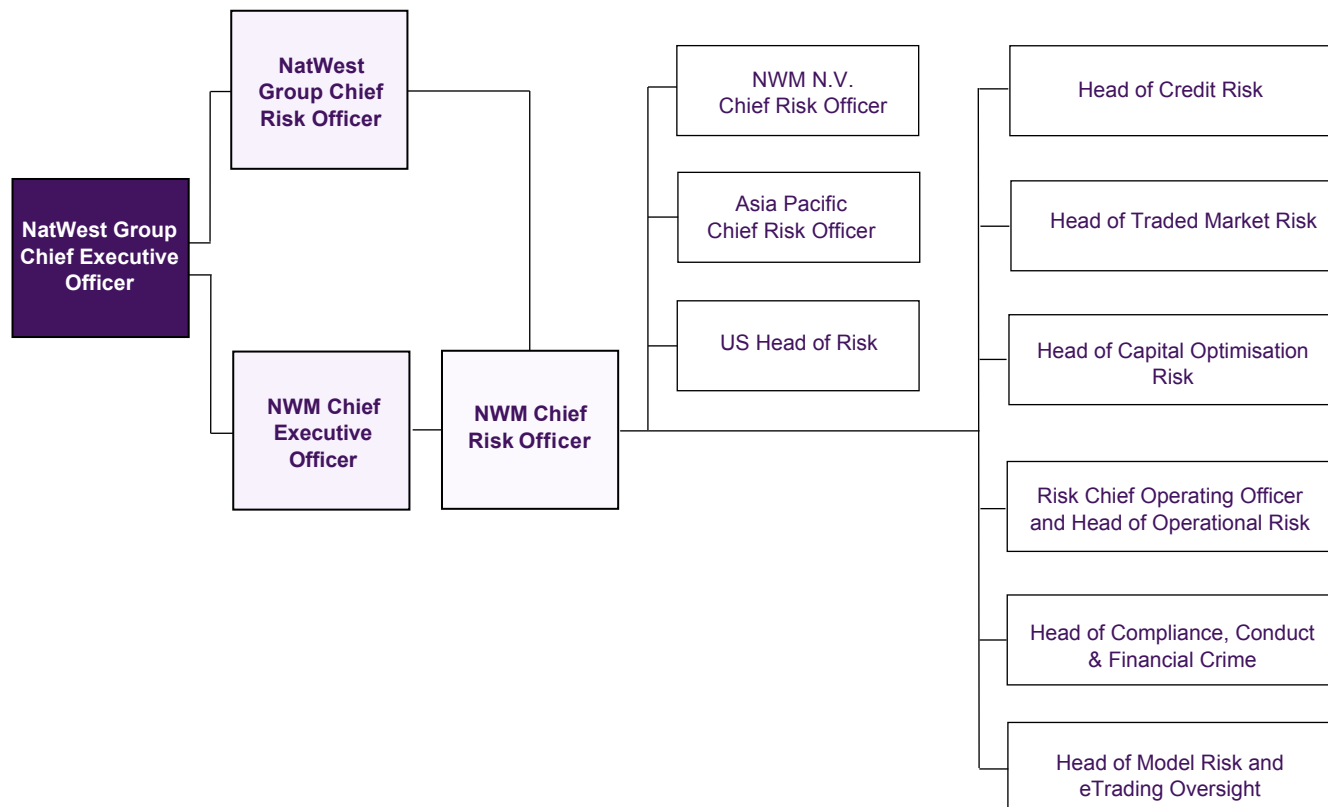 NatWest
Group Chief
Risk Officer
NatWest Group
Chief Executive
Officer
NWM Chief
Executive
Officer
NWM Chief
Risk Officer
NWM N.V.
Chief Risk Officer
Asia Pacific
Chief Risk Officer
US Head of Risk
Head of Credit Risk
Head of Traded Market Risk
Head of Capital Optimisation
Risk
Risk Chief Operating Officer
and Head of Operational Risk
Head of Compliance, Conduct
& Financial Crime
Head of Model Risk and
eTrading Oversight